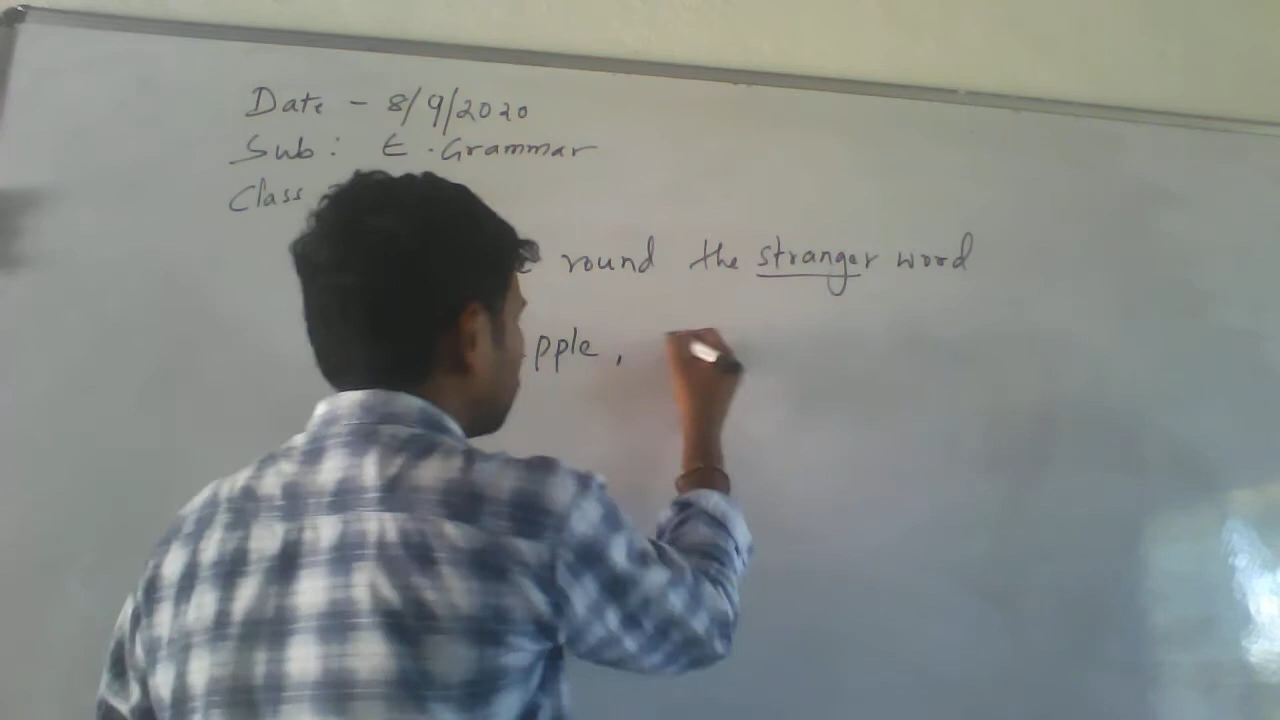 Date - 8/9/2020
Sub: E.Grammar
Class
round the stranger word
pple,